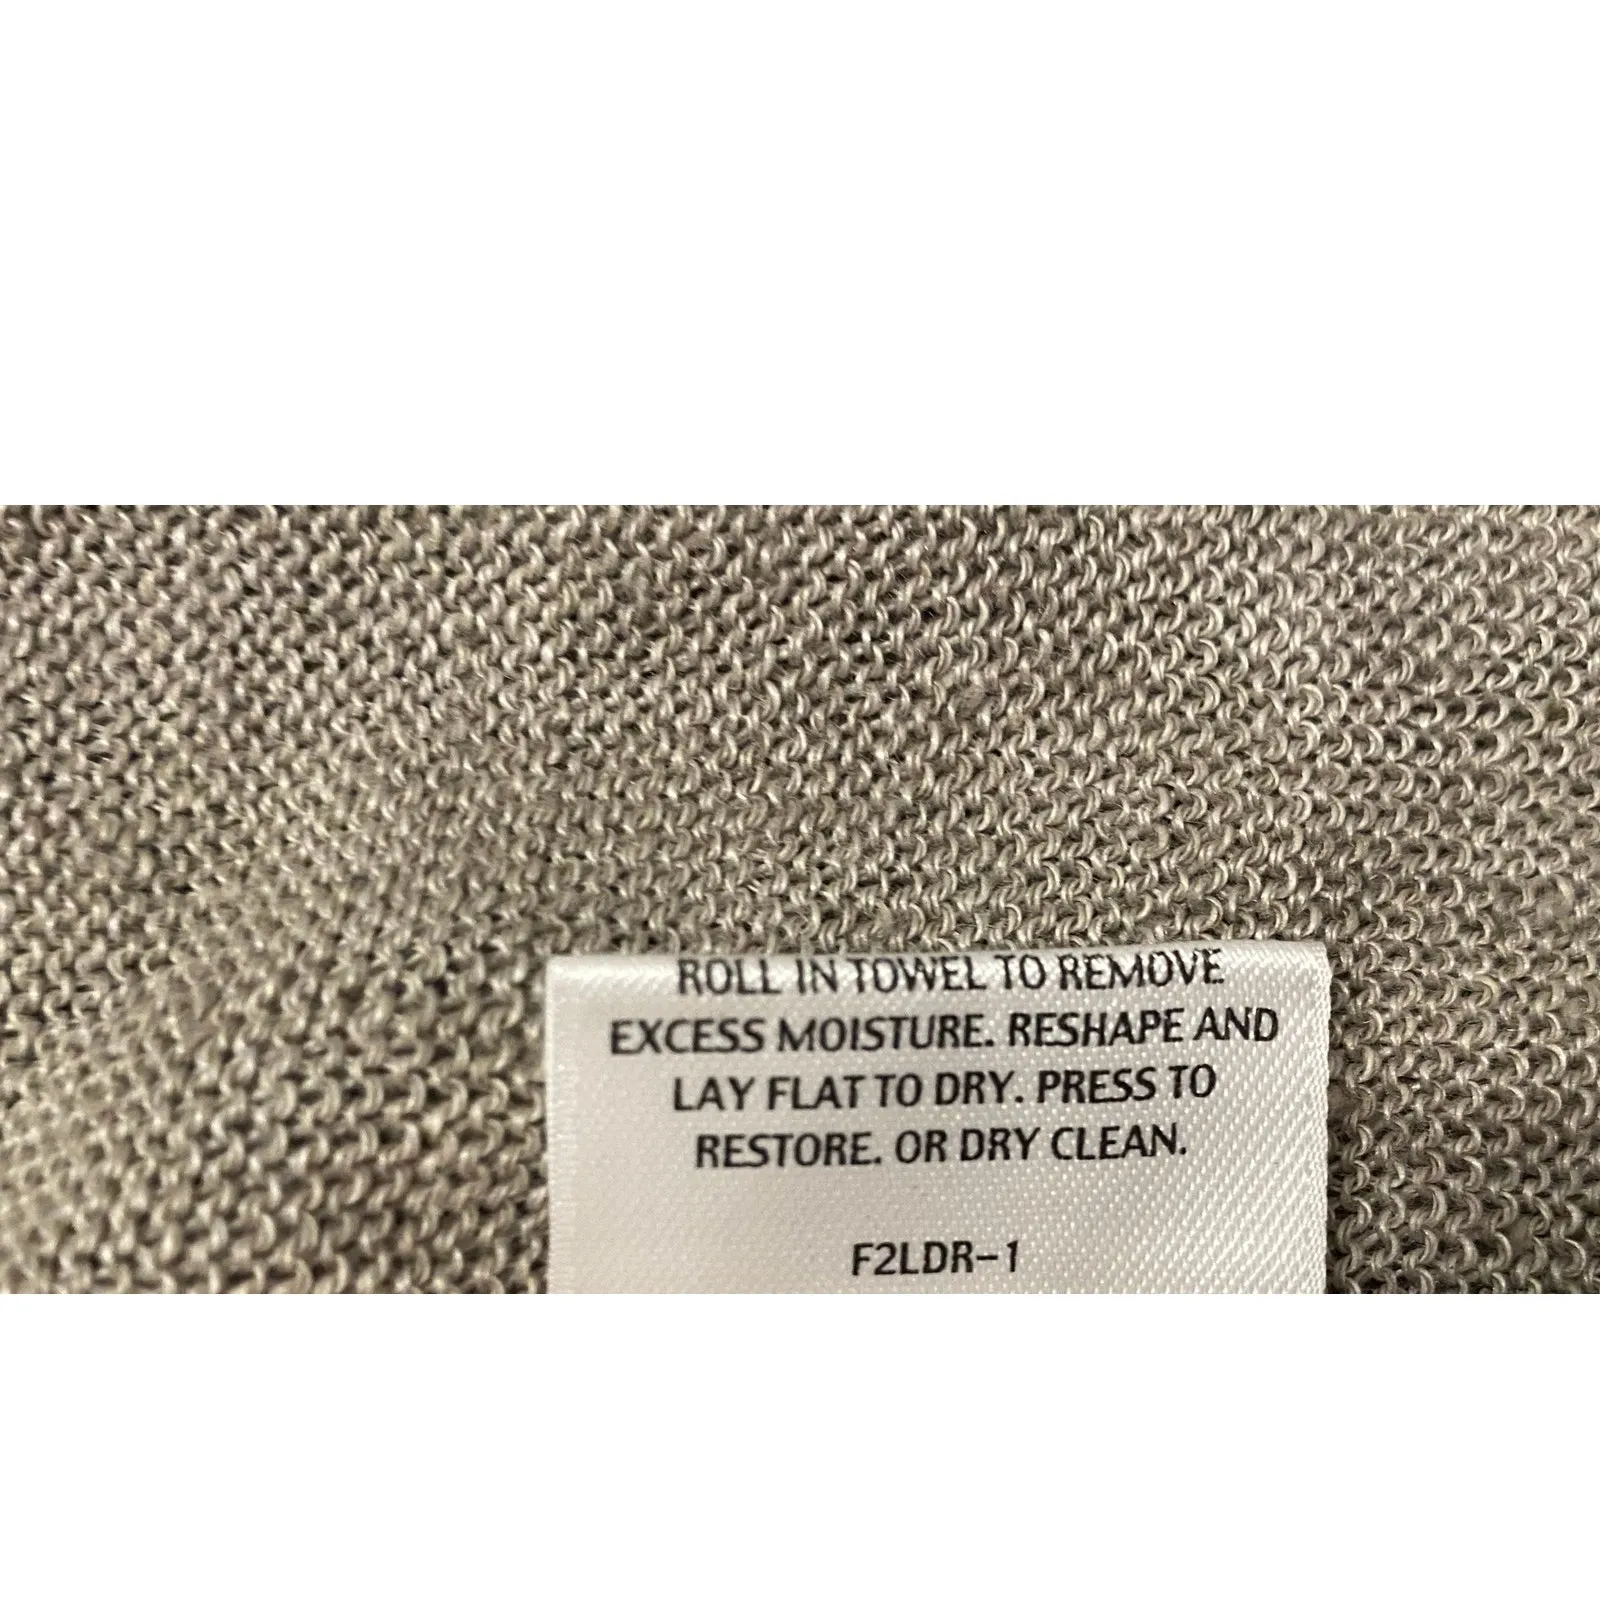 ROLL IN TOWEL TO REMOVE
EXCESS MOISTURE. RESHAPE AND
LAY FLAT TO DRY. PRESS TO
RESTORE. OR DRY CLEAN.
F2LDR-1